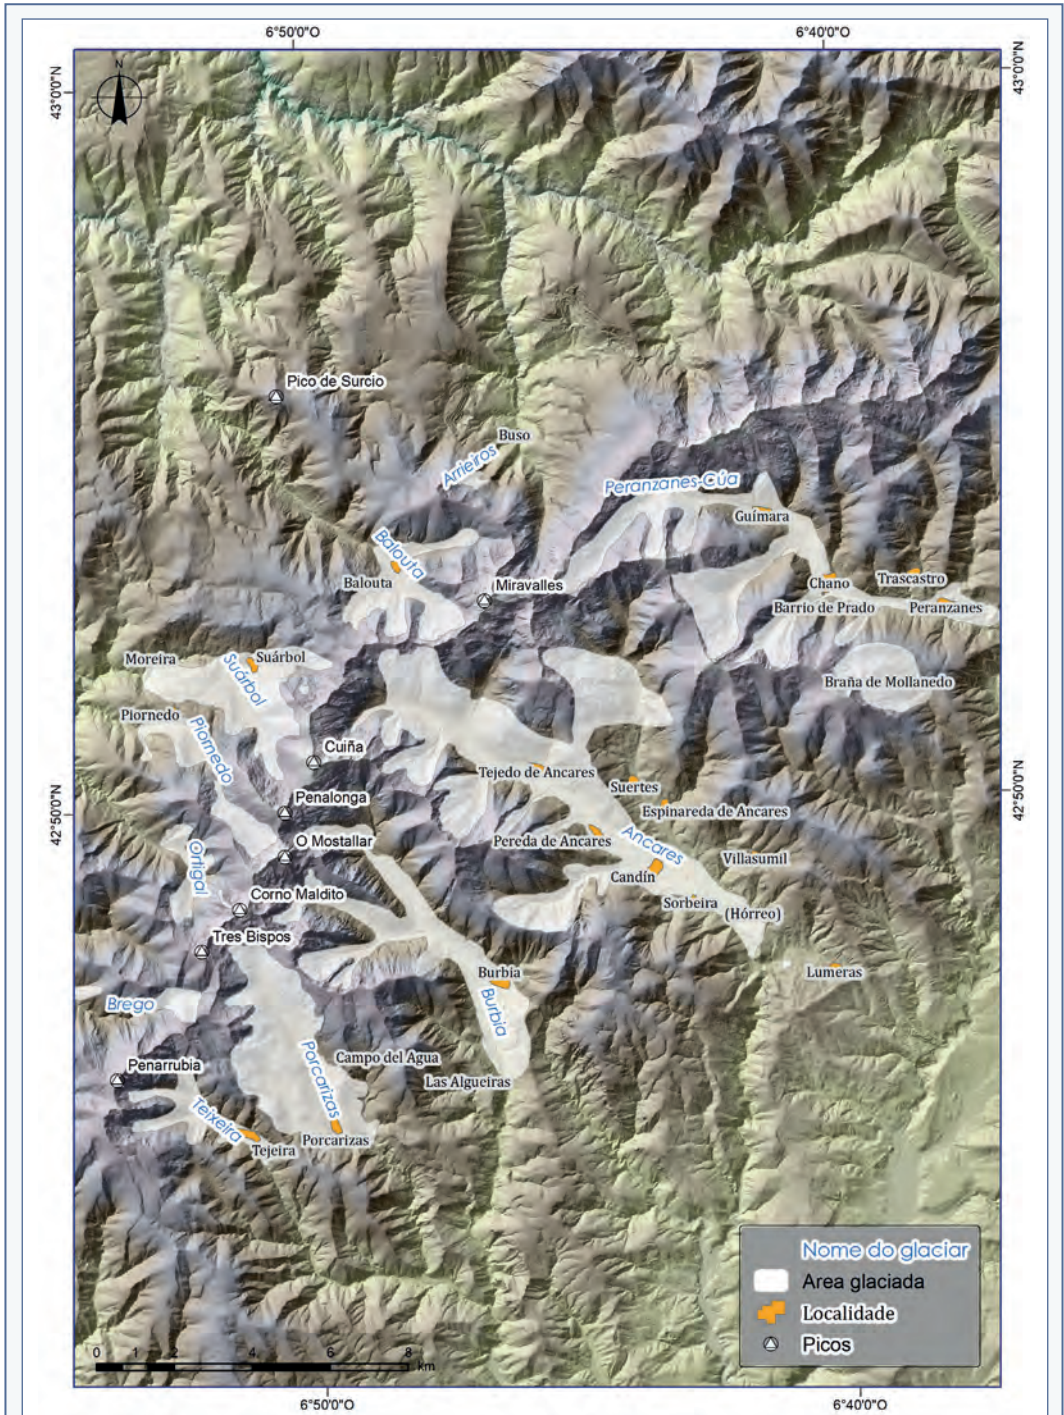 6°50'0"O
6°40'0"O
43°0'0"N
43°0'0"N
N
Pico de Surcio
Buso
Arrieiros
Peranzanes-Cúa
Guímara
Balouta
Balouta
Miravalles
Chano
Trascastro
Barrio de Prado
Peranzanes
Moreira
Suárbol
Suárbol
Braña de Mollanedo
Piornedo
Piornedo
Cuiña
Tejedo de Ancares
Suertes
Penalonga
Espinareda de Ancares
42°50'0"N
42°50'0"N
Pereda de Ancares
Ancares
O Mostallar
Villasumil
Ortigal
Candín
Corno Maldito
Sorbeira
(Hórreo)
Tres Bispos
Burbia
Lumeras
Brego
Burbia
Porcarizas
Campo del Agua
Penarrubia
Las Algueiras
Teixeira
Porcarizas
Tejeira
Nome do glaciar
Area glaciada
Localidade
Picos
0 1 2 4 6 8
km
6°50'0"O
6°40'0"O